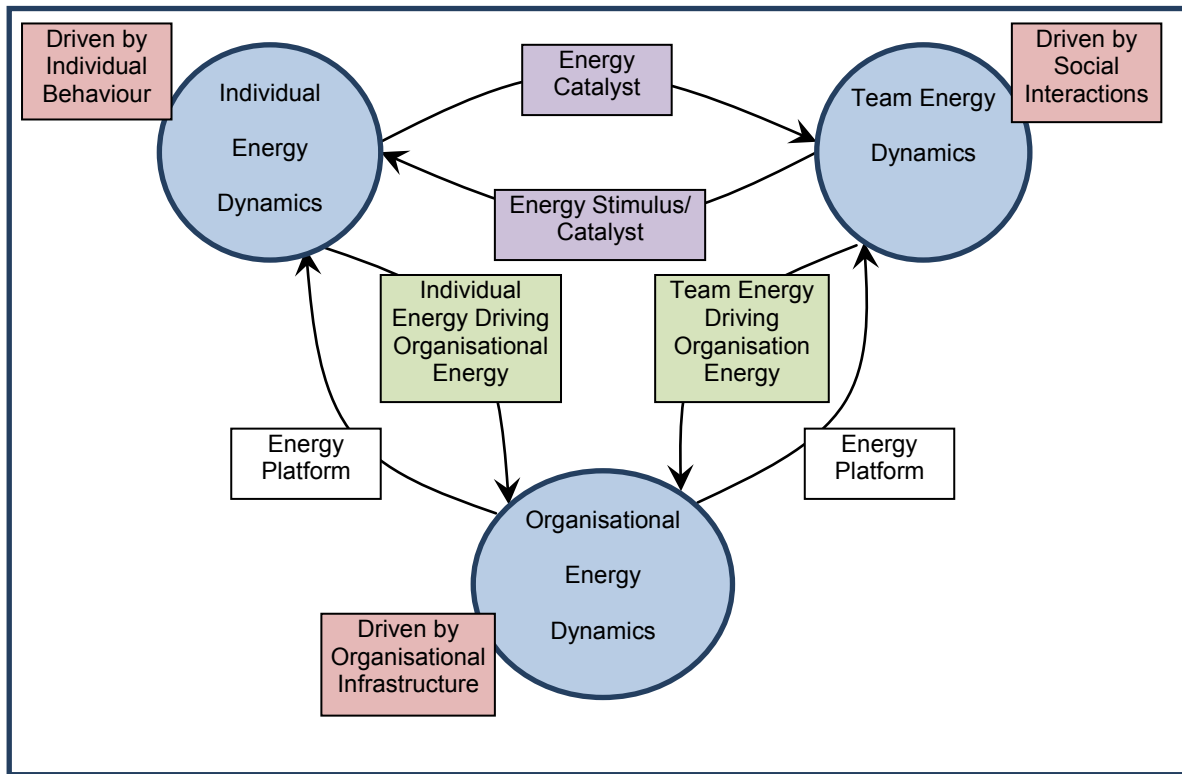 Driven by
Individual
Behaviour
Individual
Energy
Dynamics
Energy
Catalyst
Energy Stimulus/
Catalyst
Team Energy
Dynamics
Driven by
Social
Interactions
Individual
Energy Driving
Organisational
Energy
Team Energy
Driving
Organisation
Energy
Energy
Platform
Energy
Platform
Organisational
Energy
Dynamics
Driven by
Organisational
Infrastructure